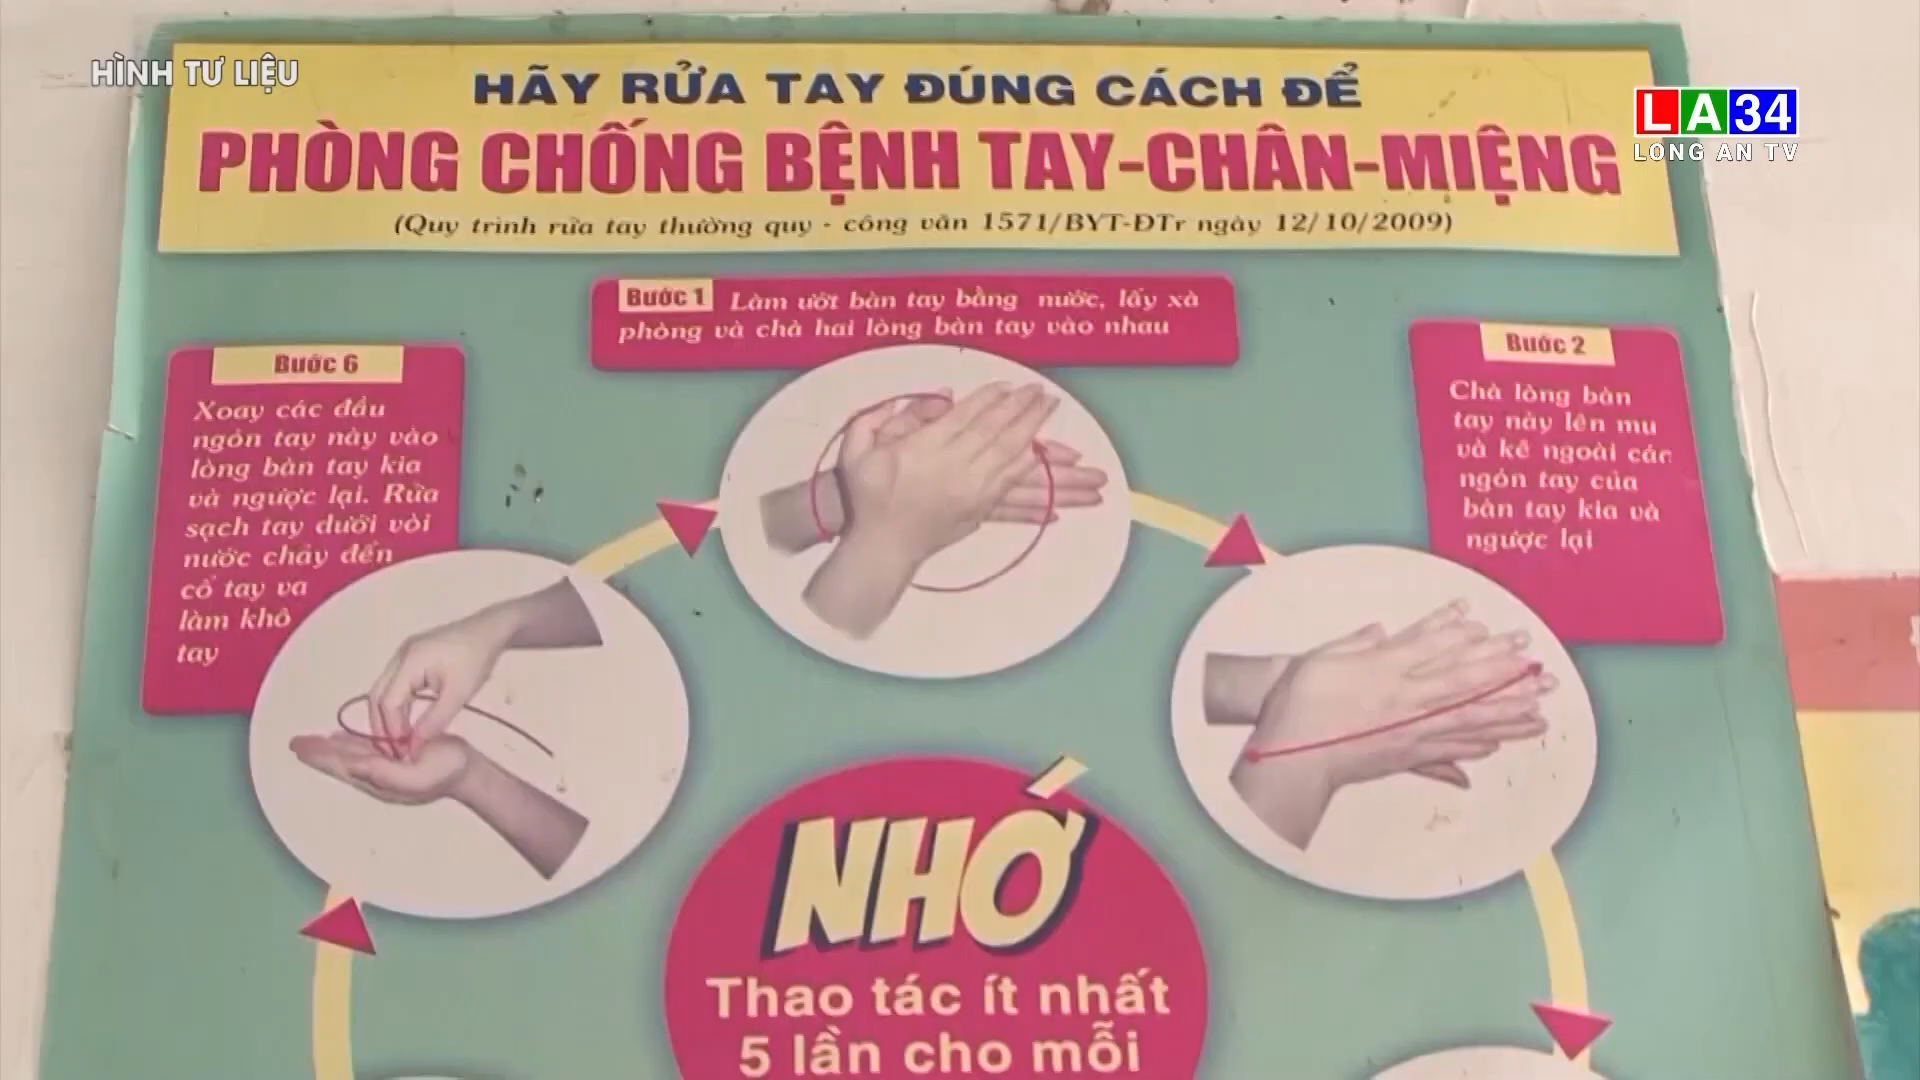 HÌNH TƯ LIỆU
LA34
LONG AN TV
HÃY RỬA TAY ĐÚNG CÁCH ĐỂ
PHÒNG CHỐNG BỆNH TAY-CHÂN-MIỆNG
(Quy trình rửa tay thường quy - công văn 1571/BYT-ĐTr ngày 12/10/2009)
Bước 1 Làm ướt bàn tay bằng nước, lấy xà
phòng và chà hai lòng bàn tay vào nhau
Bước 2
Chà lòng bàn
tay này lên mu
và kẽ ngoài các
ngón tay của
bàn tay kia và
ngược lại
Bước 6
Xoay các đầu
ngón tay này vào
lòng bàn tay kia
và ngược lại. Rửa
sạch tay dưới vòi
nước chảy đến
cổ tay và
làm khô
tay
NHỚ
Thao tác ít nhất
5 lần cho mỗi